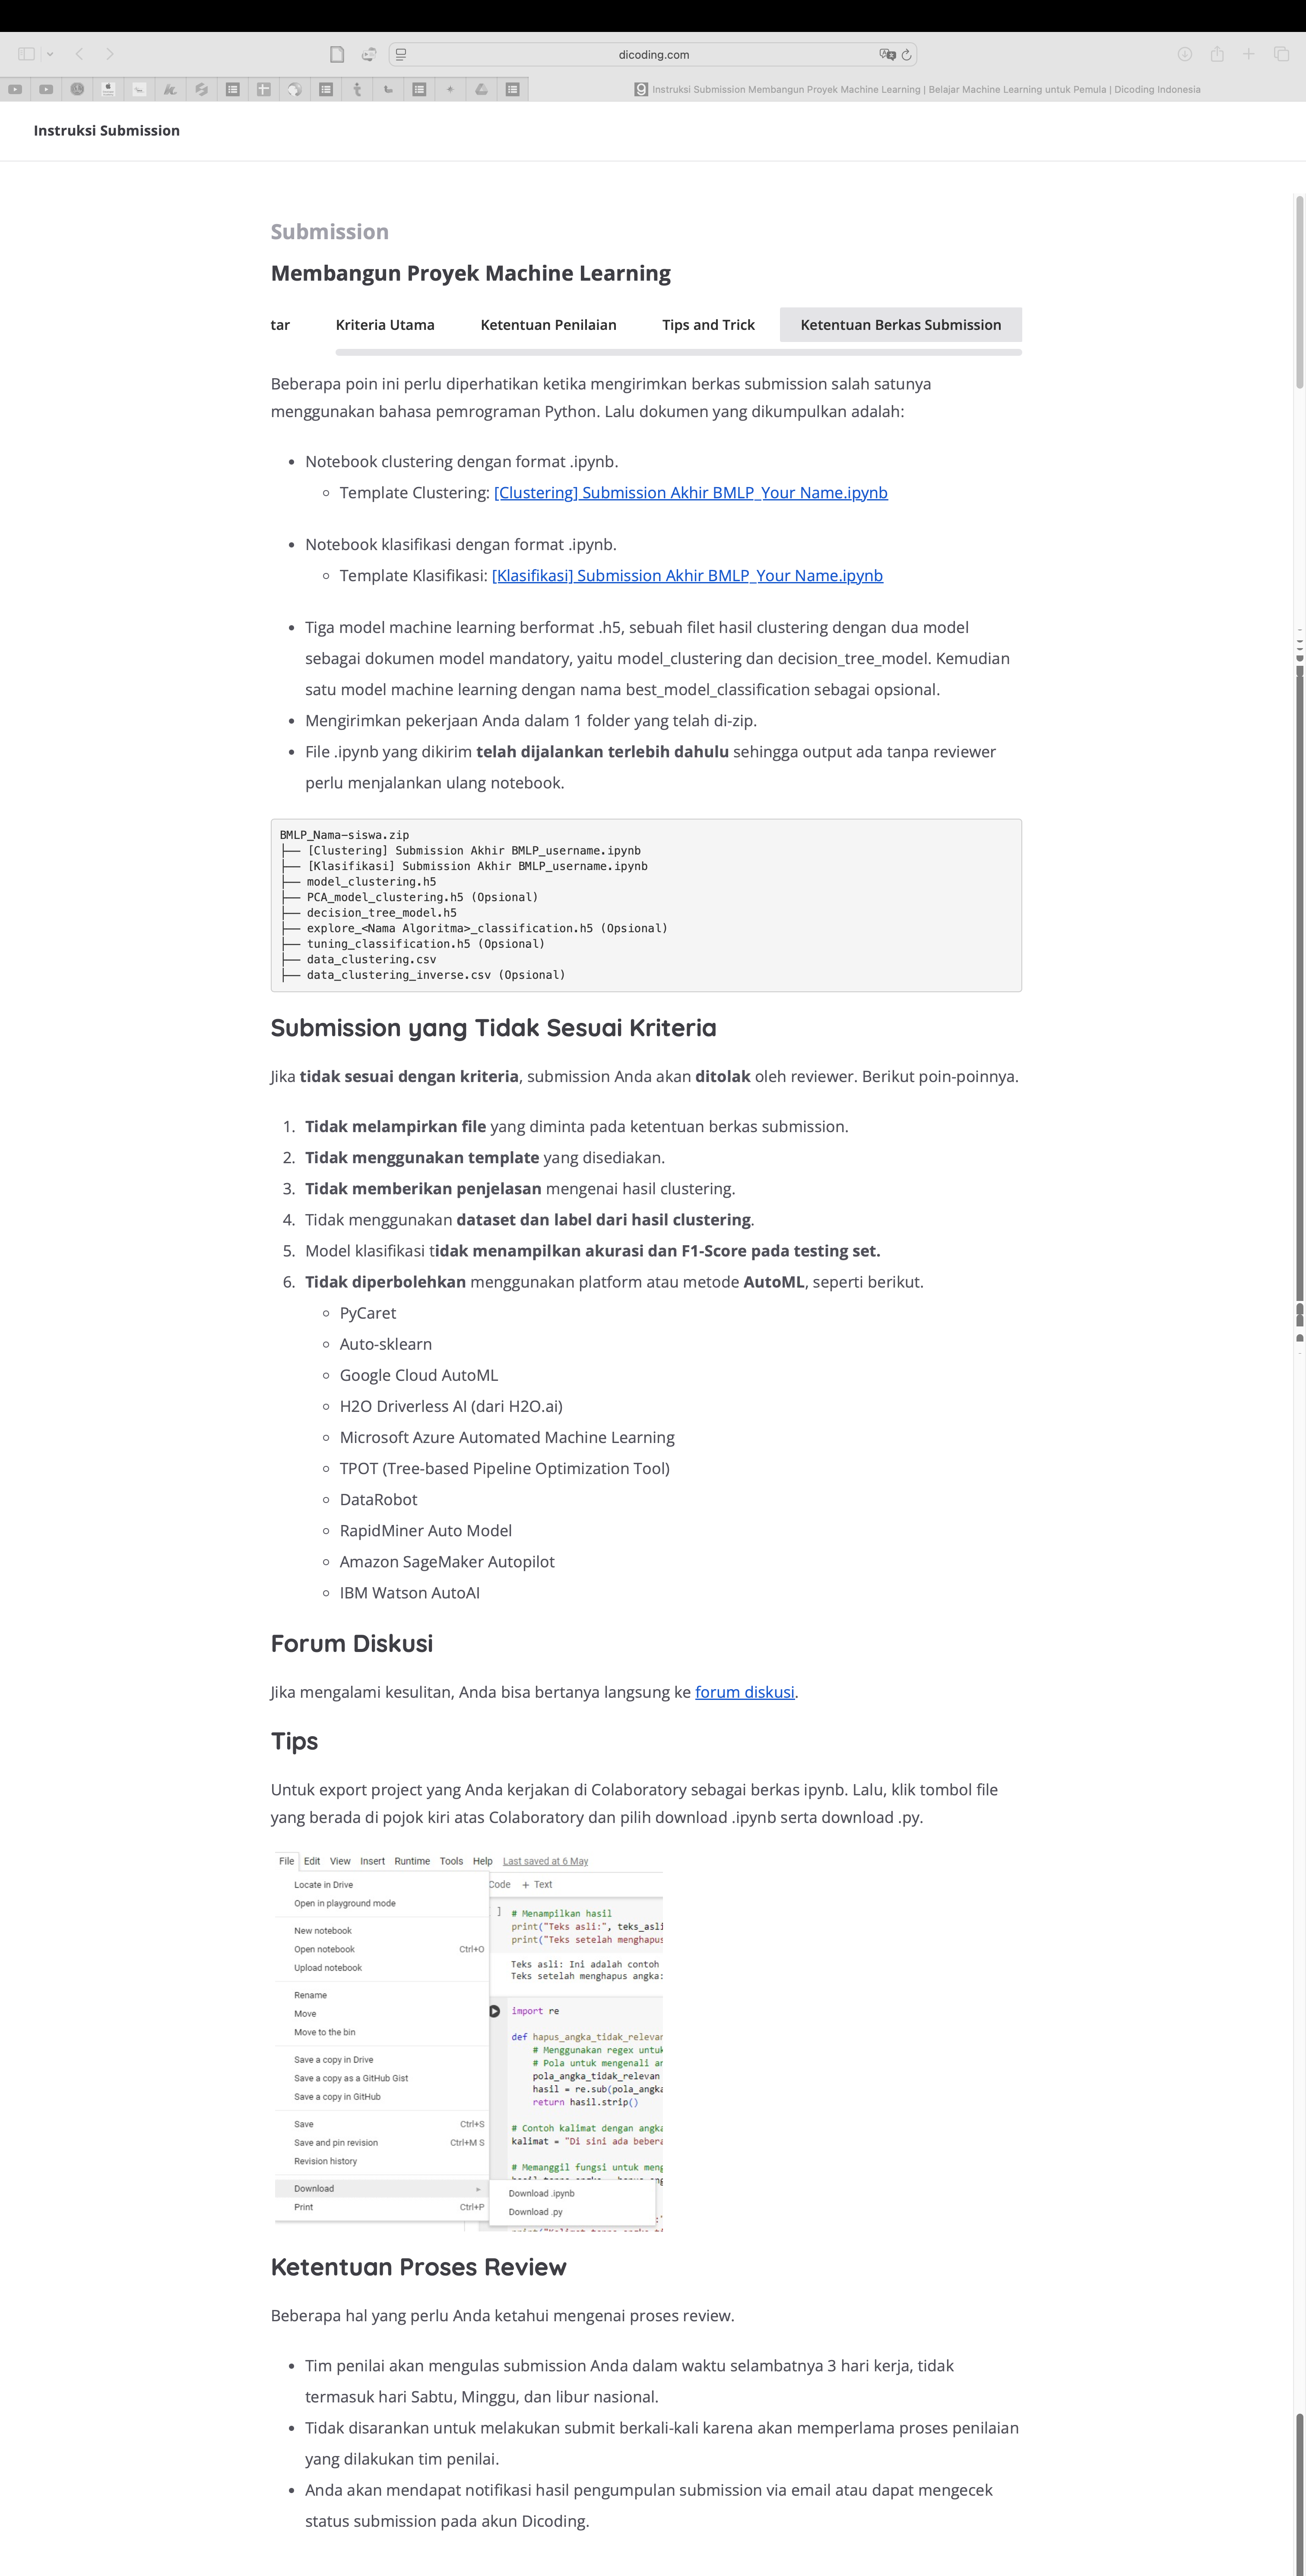 dicoding.com
Instruksi Submission Membangun Proyek Machine Learning | Belajar Machine Learning untuk Pemula | Dicoding Indonesia
Instruksi Submission
Submission
Membangun Proyek Machine Learning
tar Kriteria Utama Ketentuan Penilaian Tips and Trick Ketentuan Berkas Submission
Beberapa poin ini perlu diperhatikan ketika mengirimkan berkas submission salah satunya
menggunakan bahasa pemrograman Python. Lalu dokumen yang dikumpulkan adalah:
Notebook clustering dengan format .ipynb.
Template Clustering: [Clustering] Submission Akhir BMLP_Your Name.ipynb
Notebook klasifikasi dengan format .ipynb.
Template Klasifikasi: [Klasifikasi] Submission Akhir BMLP_Your Name.ipynb
Tiga model machine learning berformat .h5, sebuah filet hasil clustering dengan dua model
sebagai dokumen model mandatory, yaitu model_clustering dan decision_tree_model. Kemudian
satu model machine learning dengan nama best_model_classification sebagai opsional.
Mengirimkan pekerjaan Anda dalam 1 folder yang telah di-zip.
File .ipynb yang dikirim telah dijalankan terlebih dahulu sehingga output ada tanpa reviewer
perlu menjalankan ulang notebook.
BMLP_Nama-siswa.zip
├── [Clustering] Submission Akhir BMLP_username.ipynb
├── [Klasifikasi] Submission Akhir BMLP_username.ipynb
├── model_clustering.h5
├── PCA_model_clustering.h5 (Opsional)
├── decision_tree_model.h5
├── explore_<Nama Algoritma>_classification.h5 (Opsional)
├── tuning_classification.h5 (Opsional)
├── data_clustering.csv
├── data_clustering_inverse.csv (Opsional)
Submission yang Tidak Sesuai Kriteria
Jika tidak sesuai dengan kriteria, submission Anda akan ditolak oleh reviewer. Berikut poin-poinnya.
1. Tidak melampirkan file yang diminta pada ketentuan berkas submission.
2. Tidak menggunakan template yang disediakan.
3. Tidak memberikan penjelasan mengenai hasil clustering.
4. Tidak menggunakan dataset dan label dari hasil clustering.
5. Model klasifikasi tidak menampilkan akurasi dan F1-Score pada testing set.
6. Tidak diperbolehkan menggunakan platform atau metode AutoML, seperti berikut.
PyCaret
Auto-sklearn
Google Cloud AutoML
H2O Driverless AI (dari H2O.ai)
Microsoft Azure Automated Machine Learning
TPOT (Tree-based Pipeline Optimization Tool)
DataRobot
RapidMiner Auto Model
Amazon SageMaker Autopilot
IBM Watson AutoAI
Forum Diskusi
Jika mengalami kesulitan, Anda bisa bertanya langsung ke forum diskusi.
Tips
Untuk export project yang Anda kerjakan di Colaboratory sebagai berkas ipynb. Lalu, klik tombol file
yang berada di pojok kiri atas Colaboratory dan pilih download .ipynb serta download .py.
File Edit View Insert Runtime Tools Help Last saved at 6 May
Locate in Drive
Open in playground mode
New notebook
Open notebook Ctrl+O
Upload notebook
Rename
Move
Move to the bin
Save a copy in Drive
Save a copy as a GitHub Gist
Save a copy in GitHub
Save Ctrl+S
Save and pin revision Ctrl+M S
Revision history
Download
Print Ctrl+P
Download .ipynb
Download .py
Code + Text
# Menampilkan hasil
print("Teks asli:", teks_asli
print("Teks setelah menghapus
Teks asli: Ini adalah contoh
Teks setelah menghapus angka:
import re
def hapus_angka_tidak_relevan
# Menggunakan regex untuk
# Pola untuk mengenali an
pola_angka_tidak_relevan
hasil = re.sub(pola_angka
return hasil.strip()
# Contoh kalimat dengan angka
kalimat = "Di sini ada bebera
# Memanggil fungsi untuk meng
Ketentuan Proses Review
Beberapa hal yang perlu Anda ketahui mengenai proses review.
Tim penilai akan mengulas submission Anda dalam waktu selambatnya 3 hari kerja, tidak
termasuk hari Sabtu, Minggu, dan libur nasional.
Tidak disarankan untuk melakukan submit berkali-kali karena akan memperlama proses penilaian
yang dilakukan tim penilai.
Anda akan mendapat notifikasi hasil pengumpulan submission via email atau dapat mengecek
status submission pada akun Dicoding.